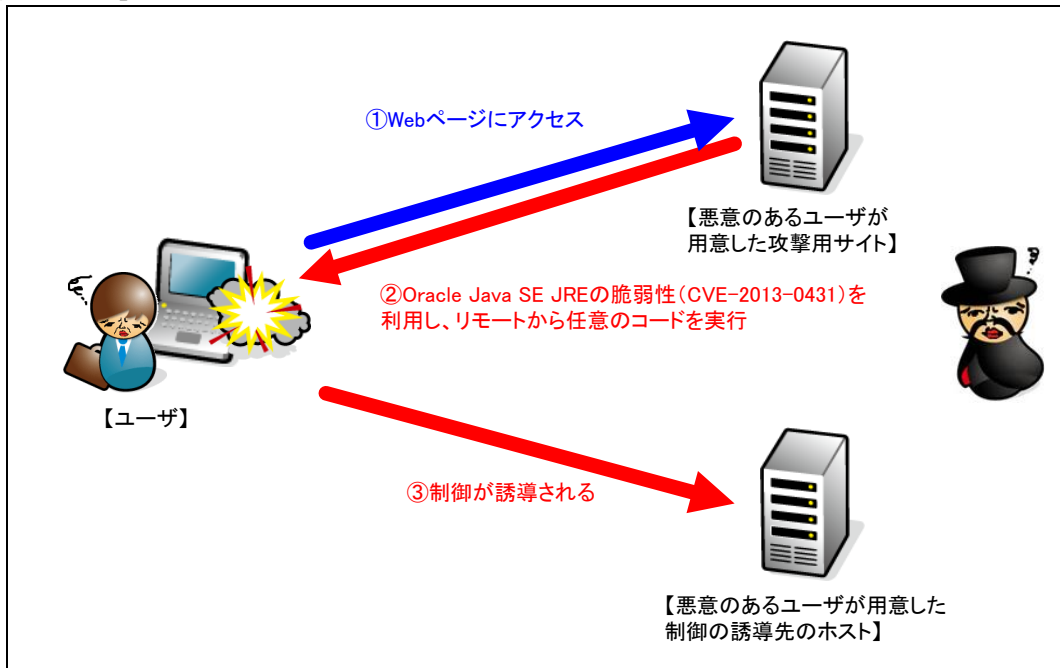 ①Webページにアクセス
【悪意のあるユーザが
用意した攻撃用サイト】
②Oracle Java SE JREの脆弱性(CVE-2013-0431)を
利用し、リモートから任意のコードを実行
【ユーザ】
③制御が誘導される
【悪意のあるユーザが用意した
制御の誘導先のホスト】